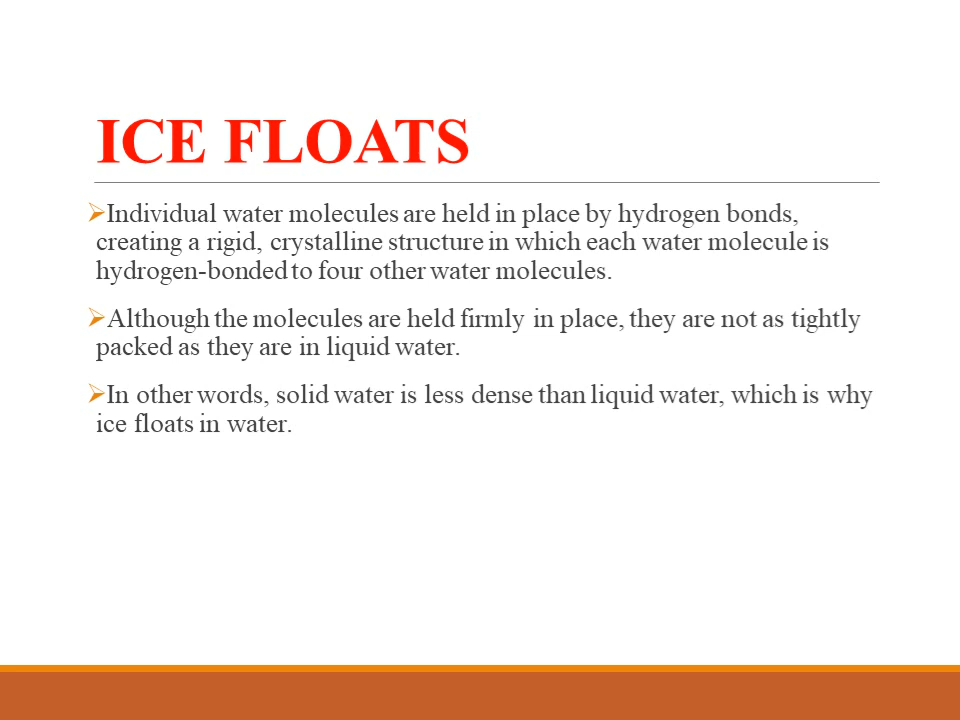 ICE FLOATS
➤Individual water molecules are held in place by hydrogen bonds,
creating a rigid, crystalline structure in which each water molecule is
hydrogen-bonded to four other water molecules.
➤Although the molecules are held firmly in place, they are not as tightly
packed as they are in liquid water.
➤In other words, solid water is less dense than liquid water, which is why
ice floats in water.